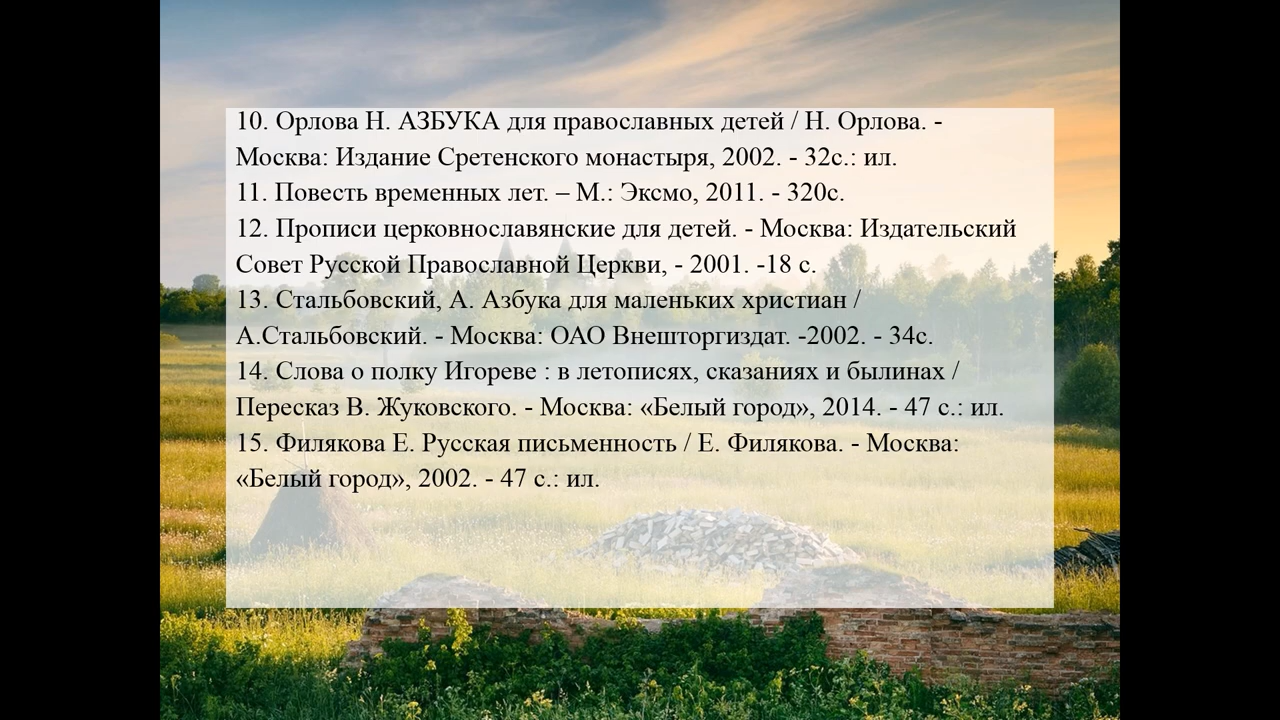 10. Орлова Н. АЗБУКА для православных детей / Н. Орлова. -
Москва: Издание Сретенского монастыря, 2002. - 32с.: ил.
11. Повесть временных лет. – М.: Эксмо, 2011. - 320с.
12. Прописи церковнославянские для детей. - Москва: Издательский
Совет Русской Православной Церкви, - 2001. -18 с.
13. Стальбовский, А. Азбука для маленьких христиан /
А.Стальбовский. - Москва: ОАО Внешторгиздат. -2002. - 34с.
14. Слова о полку Игореве : в летописях, сказаниях и былинах /
Пересказ В. Жуковского. - Москва: «Белый город», 2014. - 47 с.: ил.
15. Филякова Е. Русская письменность / Е. Филякова. - Москва:
«Белый город», 2002. - 47 с.: ил.